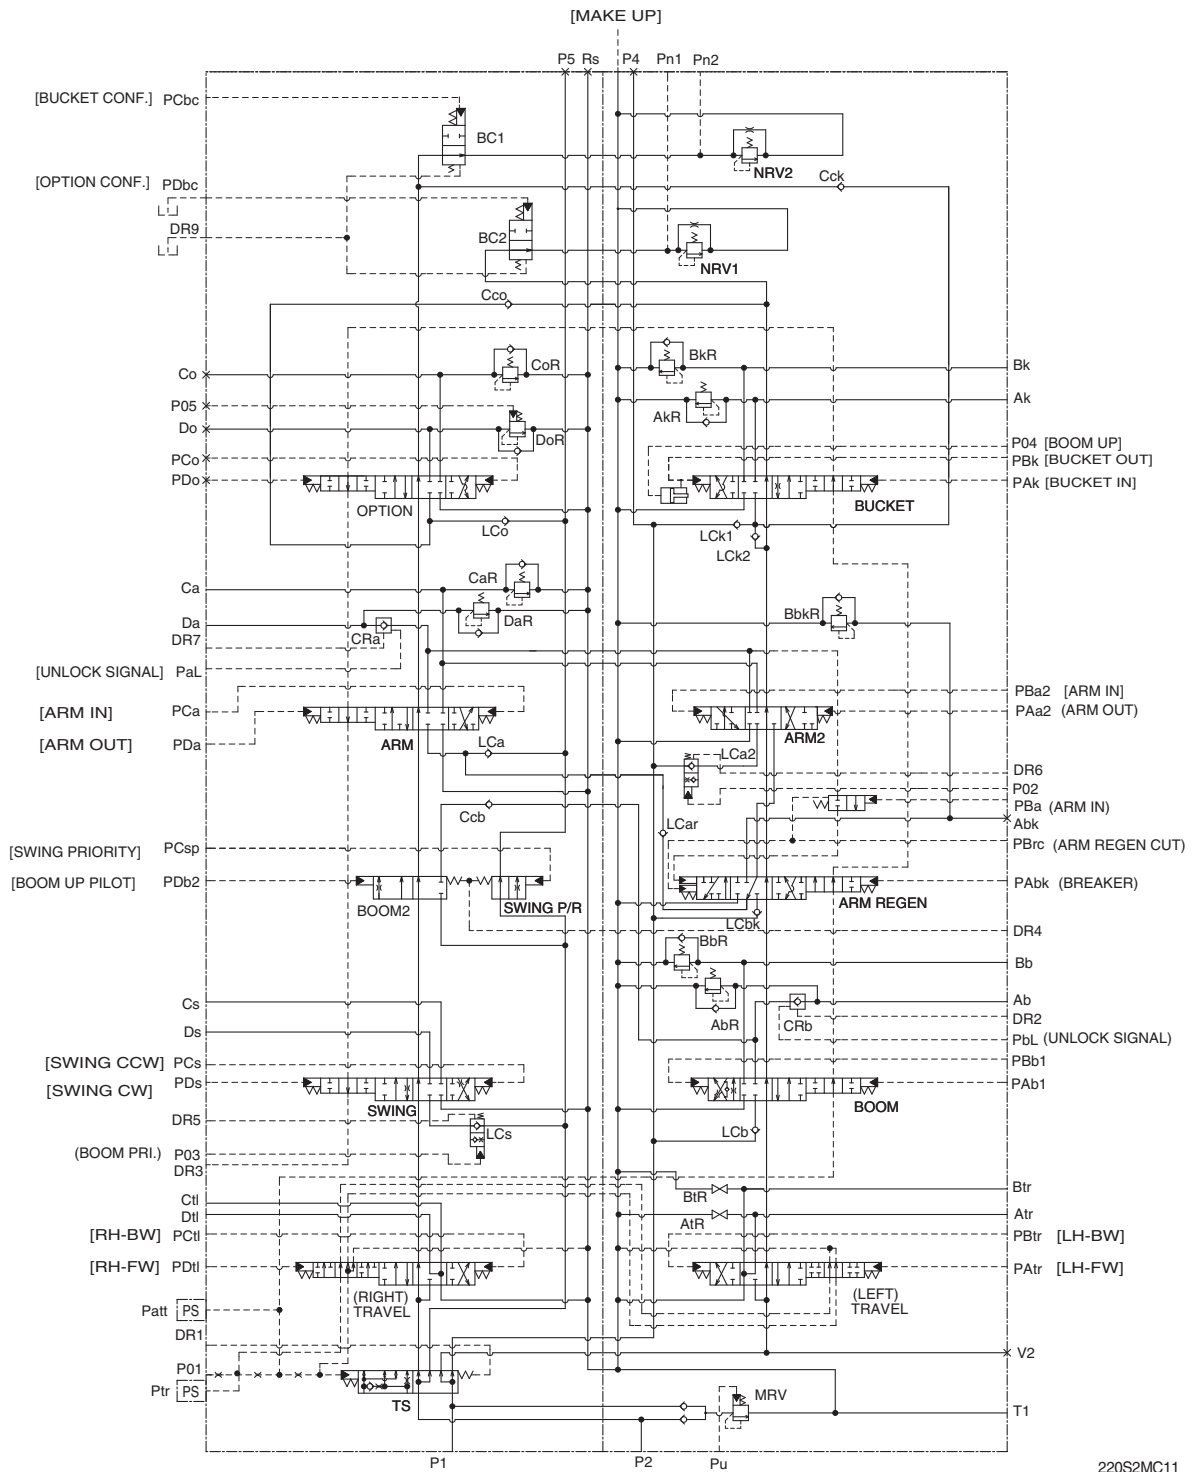 [MAKE UP]
P5 Rs P4 Pn1 Pn2
[BUCKET CONF.] PCbc
BC1
NRV2
Cck
[OPTION CONF.] PDbc
DR9
BC2
NRV1
Cco
CoR
BkR
Co
Bk
Ak
P05
AkR
Do
DoR
P04 [BOOM UP]
PCo
PBk [BUCKET OUT]
PDo
PAk [BUCKET IN]
OPTION
BUCKET
LCo
LCk1
LCk2
Ca
CaR
BbkR
Da
DaR
CRa
DR7
[UNLOCK SIGNAL] PaL
PBa2 [ARM IN]
[ARM IN] PCa
PAa2 (ARM OUT)
[ARM OUT] PDa
ARM
ARM2
LCa
LCa2
DR6
P02
Ccb
PBa (ARM IN)
LCar
Abk
[SWING PRIORITY] PCsp
PBrc (ARM REGEN CUT)
[BOOM UP PILOT] PDb2
PAbk (BREAKER)
BOOM2
SWING P/R
ARM REGEN
LCbk
DR4
BbR
Bb
Cs
Ab
AbR
CRb
DR2
Ds
PbL (UNLOCK SIGNAL)
[SWING CCW] PCs
PBb1
[SWING CW] PDs
PAb1
SWING
BOOM
DR5
LCs
LCb
(BOOM PRI.) P03
DR3
Btr
Ctl
BtR
Dtl
Atr
AtR
[RH-BW] PCtl
PBtr [LH-BW]
[RH-FW] PDtl
PAtr [LH-FW]
(RIGHT)
TRAVEL
(LEFT)
TRAVEL
Patt PS
DR1
V2
P01
Ptr PS
TS
MRV
T1
P1 P2 Pu
220S2MC11